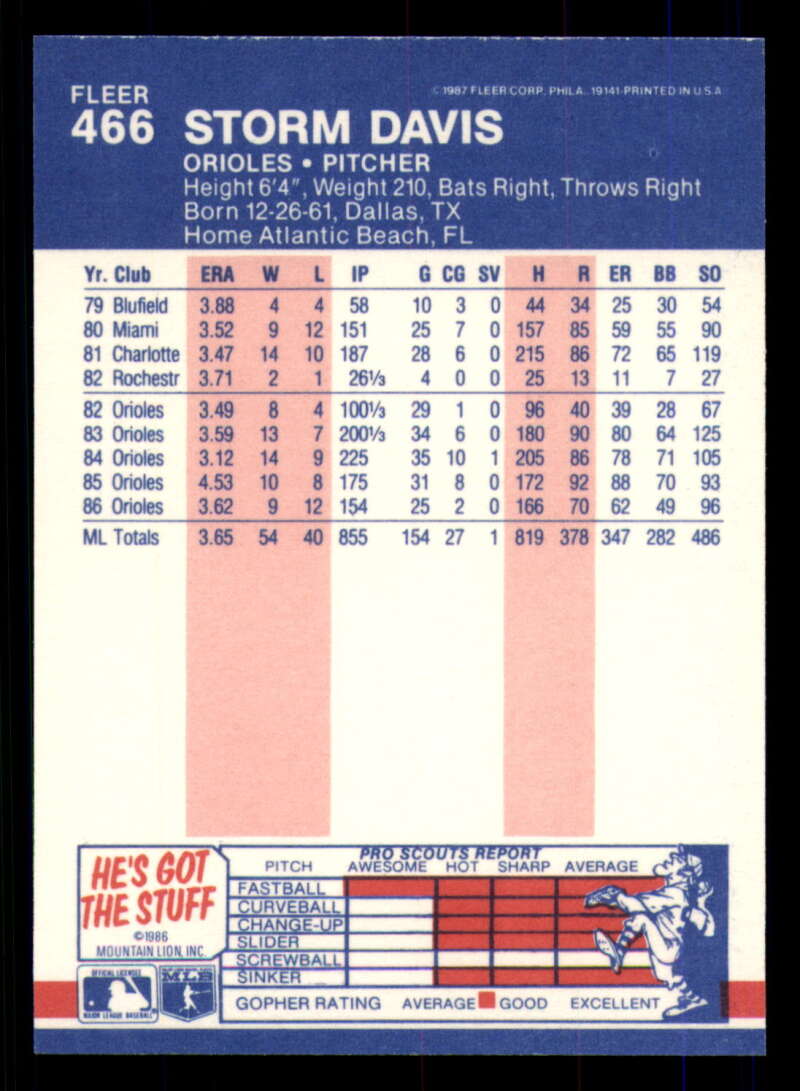 FLEER
© 1987 FLEER CORP. PHILA. 19141-PRINTED IN U.S.A.
466 STORM DAVIS
ORIOLES • PITCHER
Height 6'4", Weight 210, Bats Right, Throws Right
Born 12-26-61, Dallas, TX
Home Atlantic Beach, FL
Yr. Club ERA W L IP G CG SV H R ER BB SO
79 Blufield 3.88 4 4 58 10 3 0 44 34 25 30 54
80 Miami 3.52 9 12 151 25 7 0 157 85 59 55 90
81 Charlotte 3.47 14 10 187 28 6 0 215 86 72 65 119
82 Rochestr 3.71 2 1 26⅓ 4 0 0 25 13 11 7 27
82 Orioles 3.49 8 4 100⅓ 29 1 0 96 40 39 28 67
83 Orioles 3.59 13 7 200⅓ 34 6 0 180 90 80 64 125
84 Orioles 3.12 14 9 225 35 10 1 205 86 78 71 105
85 Orioles 4.53 10 8 175 31 8 0 172 92 88 70 93
86 Orioles 3.62 9 12 154 25 2 0 166 70 62 49 96
ML Totals 3.65 54 40 855 154 27 1 819 378 347 282 486
HE'S GOT
THE STUFF
©1986
MOUNTAIN LION, INC.
OFFICIAL LICENSEE
MAJOR LEAGUE BASEBALL
MLB
PRO SCOUTS REPORT
PITCH AWESOME HOT SHARP AVERAGE
FASTBALL
CURVEBALL
CHANGE-UP
SLIDER
SCREWBALL
SINKER
GOPHER RATING AVERAGE GOOD EXCELLENT